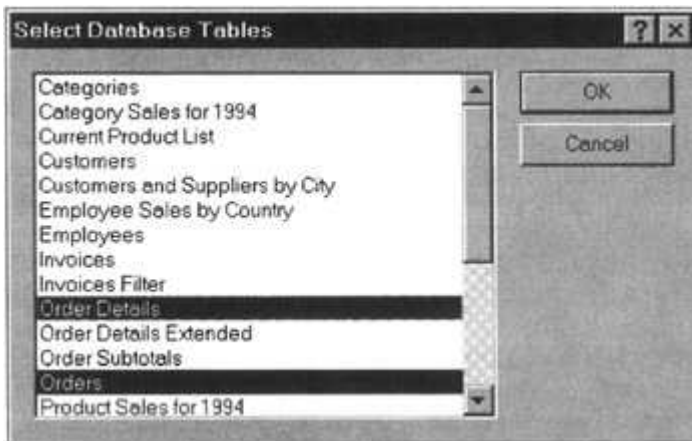 Select Database Tables
? ×
Categories
Category Sales for 1994
Current Product List
Customers
Customers and Suppliers by City
Employee Sales by Country
Employees
Invoices
Invoices Filter
Order Details
Order Details Extended
Order Subtotals
Orders
Product Sales for 1994
OK
Cancel